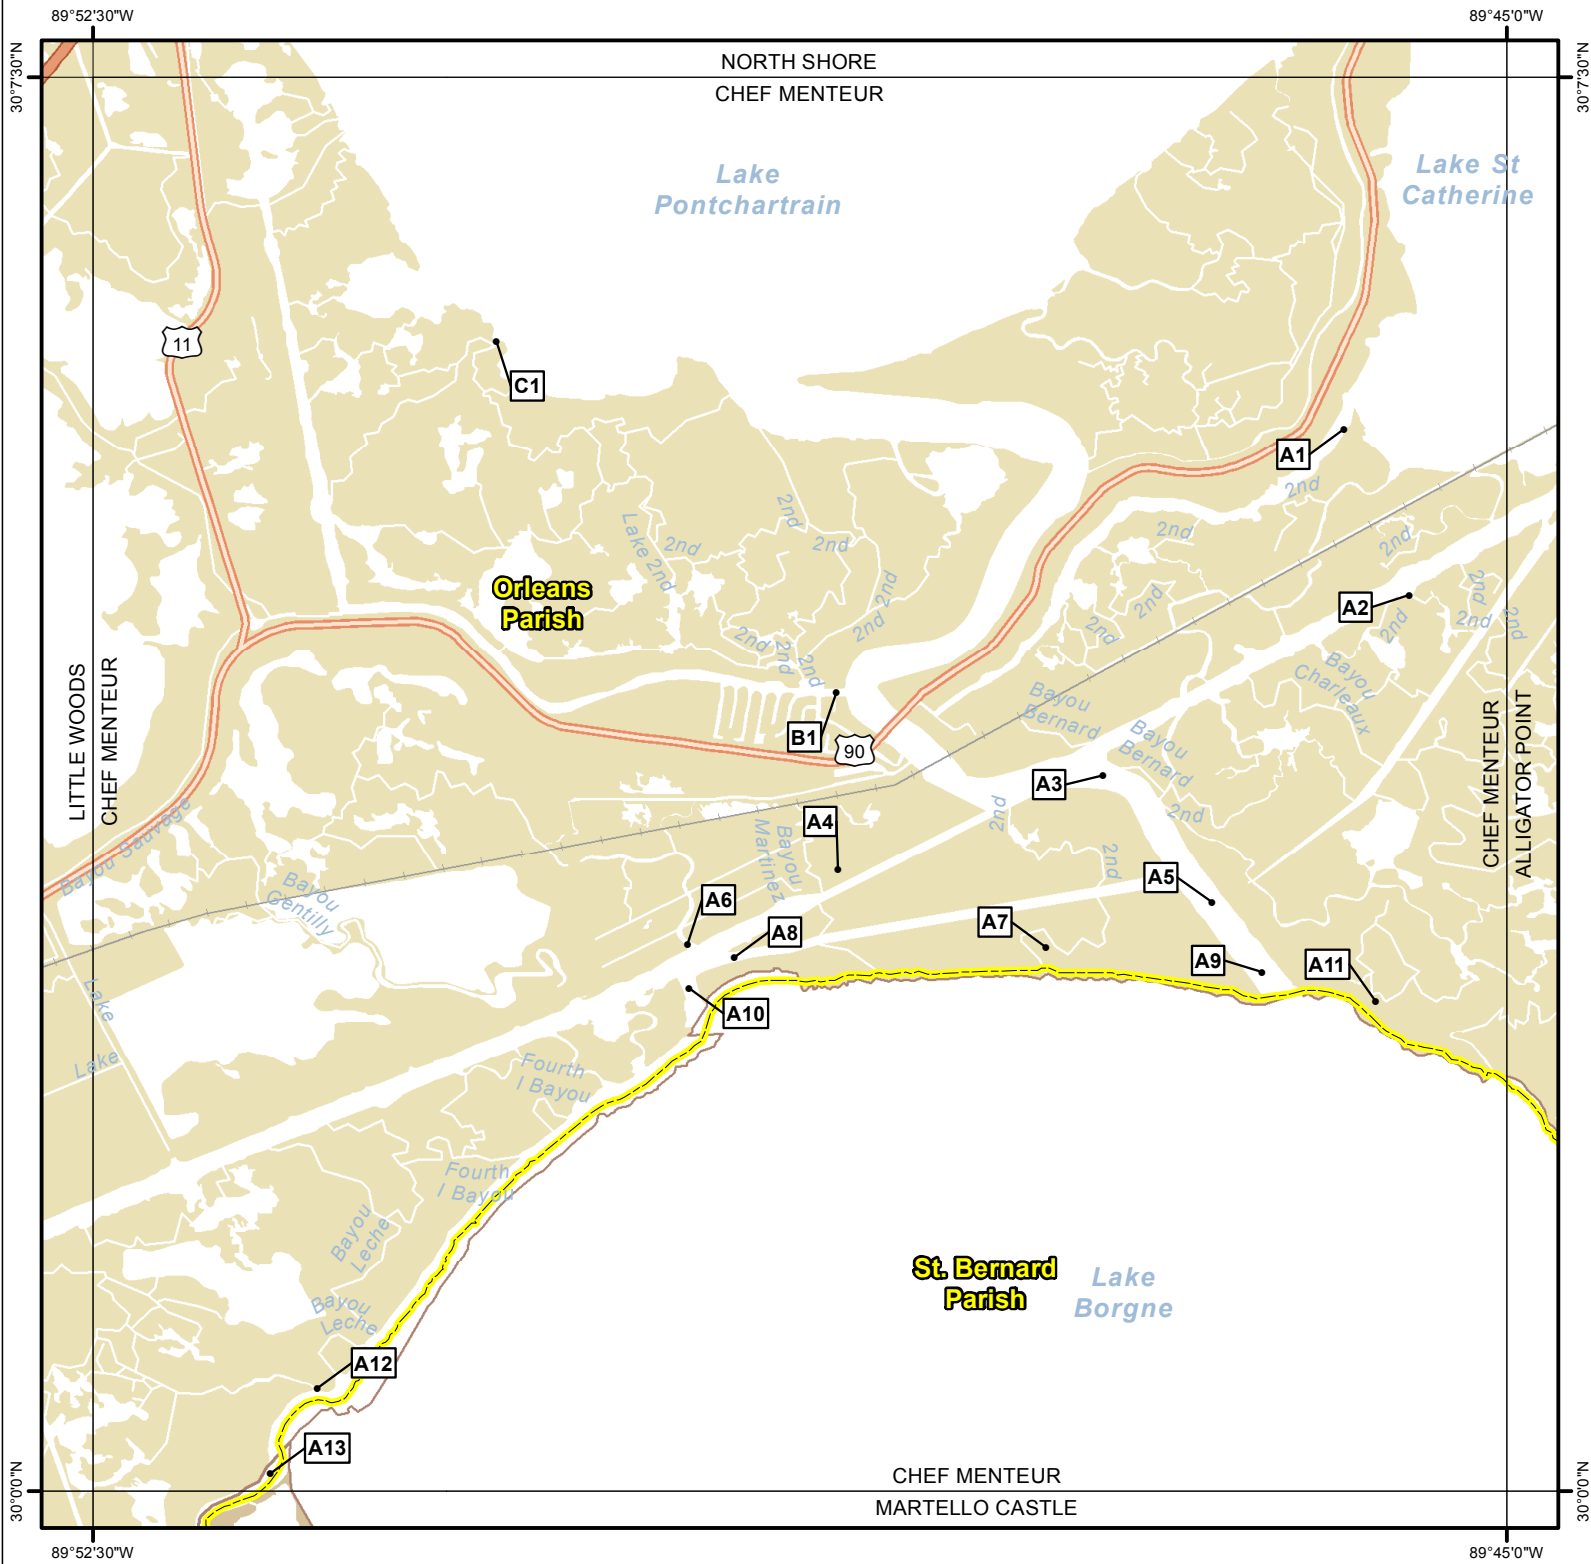 89°52'30"W
89°45'0"W
30°7'30"N
30°7'30"N
NORTH SHORE
CHEF MENTEUR
Lake
Pontchartrain
Lake St
Catherine
11
C1
A1
2nd
2nd
2nd
2nd
2nd
Lake 2nd
2nd
2nd
Orleans
Parish
2nd
2nd
2nd
2nd
A2
2nd
2nd
2nd
2nd
2nd
2nd
2nd
2nd
LITTLE WOODS
CHEF MENTEUR
Bayou
Charleaux
Bayou
Bernard
Bayou
Bernard
CHEF MENTEUR
ALLIGATOR POINT
B1
90
A3
2nd
2nd
A4
Bayou
Martinez
2nd
Bayou Sauvage
Bayou
Gentilly
A5
A6
A7
A8
A9
A11
A10
Lake
Lake
Fourth
I Bayou
Fourth
I Bayou
Bayou
Leche
St. Bernard
Parish
Lake
Borgne
Bayou
Leche
A12
A13
CHEF MENTEUR
MARTELLO CASTLE
30°0'0"N
30°0'0"N
89°52'30"W
89°45'0"W